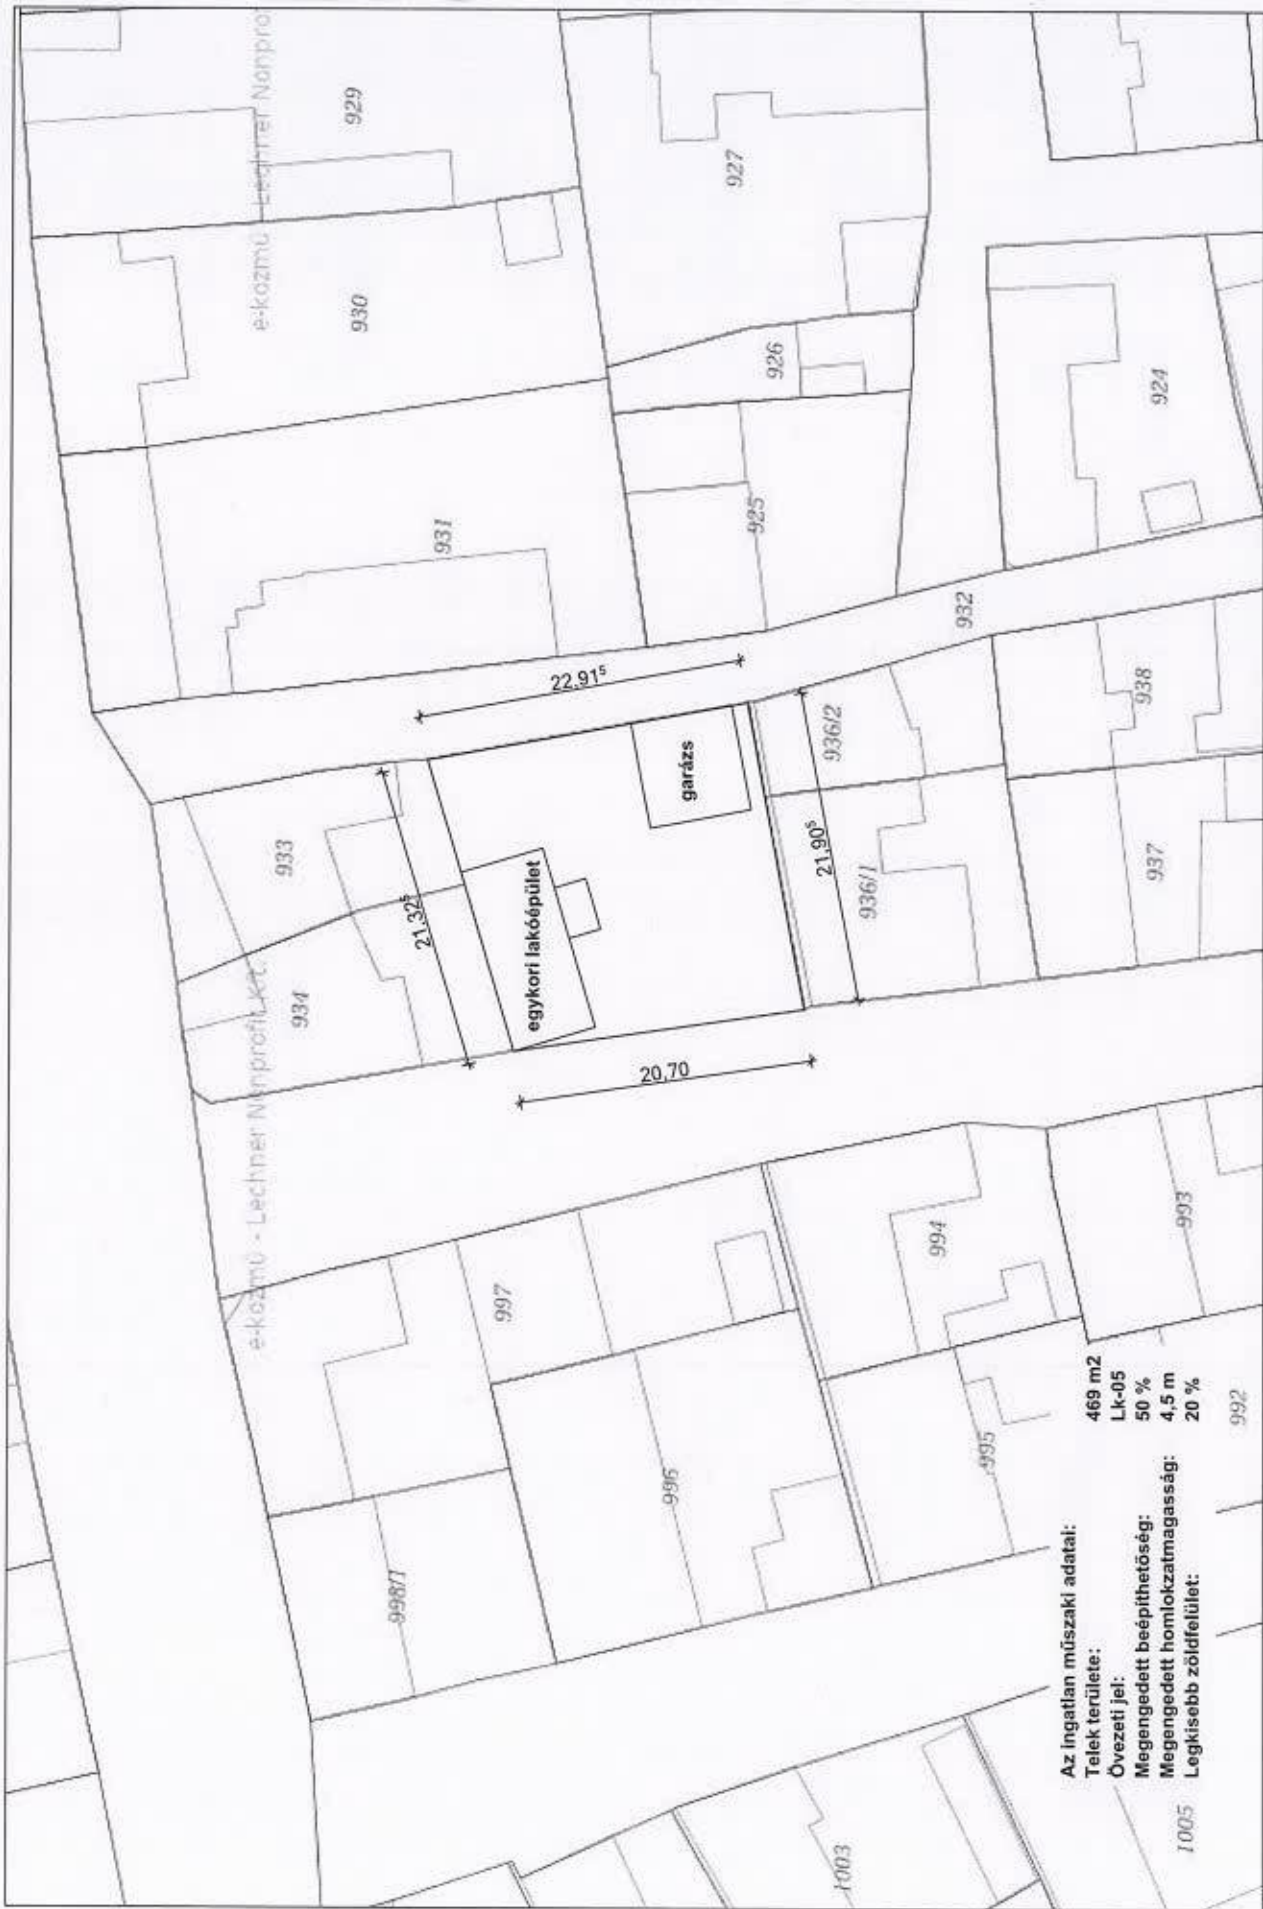 e-közmű - Lechner Nonprofit Kft.
e-közmű - Lechner Nonpro
929
930
931
927
926
925
924
932
933
934
936/2
936/1
938
937
997
998/1
996
994
995
993
992
1003
1005
22,91⁵
21,32⁵
21,90⁵
20,70
egykori lakóépület
garázs
Az ingatlan műszaki adatai:
Telek területe: 469 m2
Övezeti jel: Lk-05
Megengedett beépíthetőség: 50 %
Megengedett homlokzatmagasság: 4,5 m
Legkisebb zöldfelület: 20 %